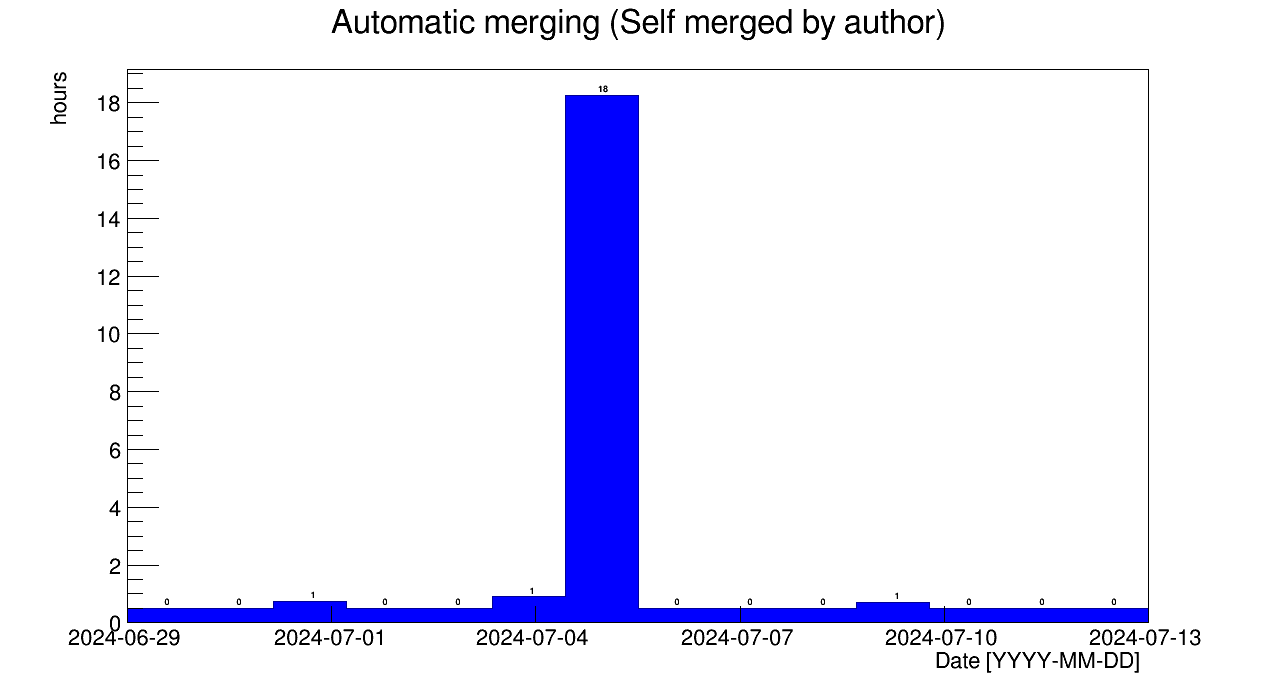 Automatic merging (Self merged by author)
hours
18
16
14
12
10
8
6
4
2
0
0 0 1 0 0 1 18 0 0 0 1 0 0 0
2024-06-29 2024-07-01 2024-07-04 2024-07-07 2024-07-10 2024-07-13
Date [YYYY-MM-DD]